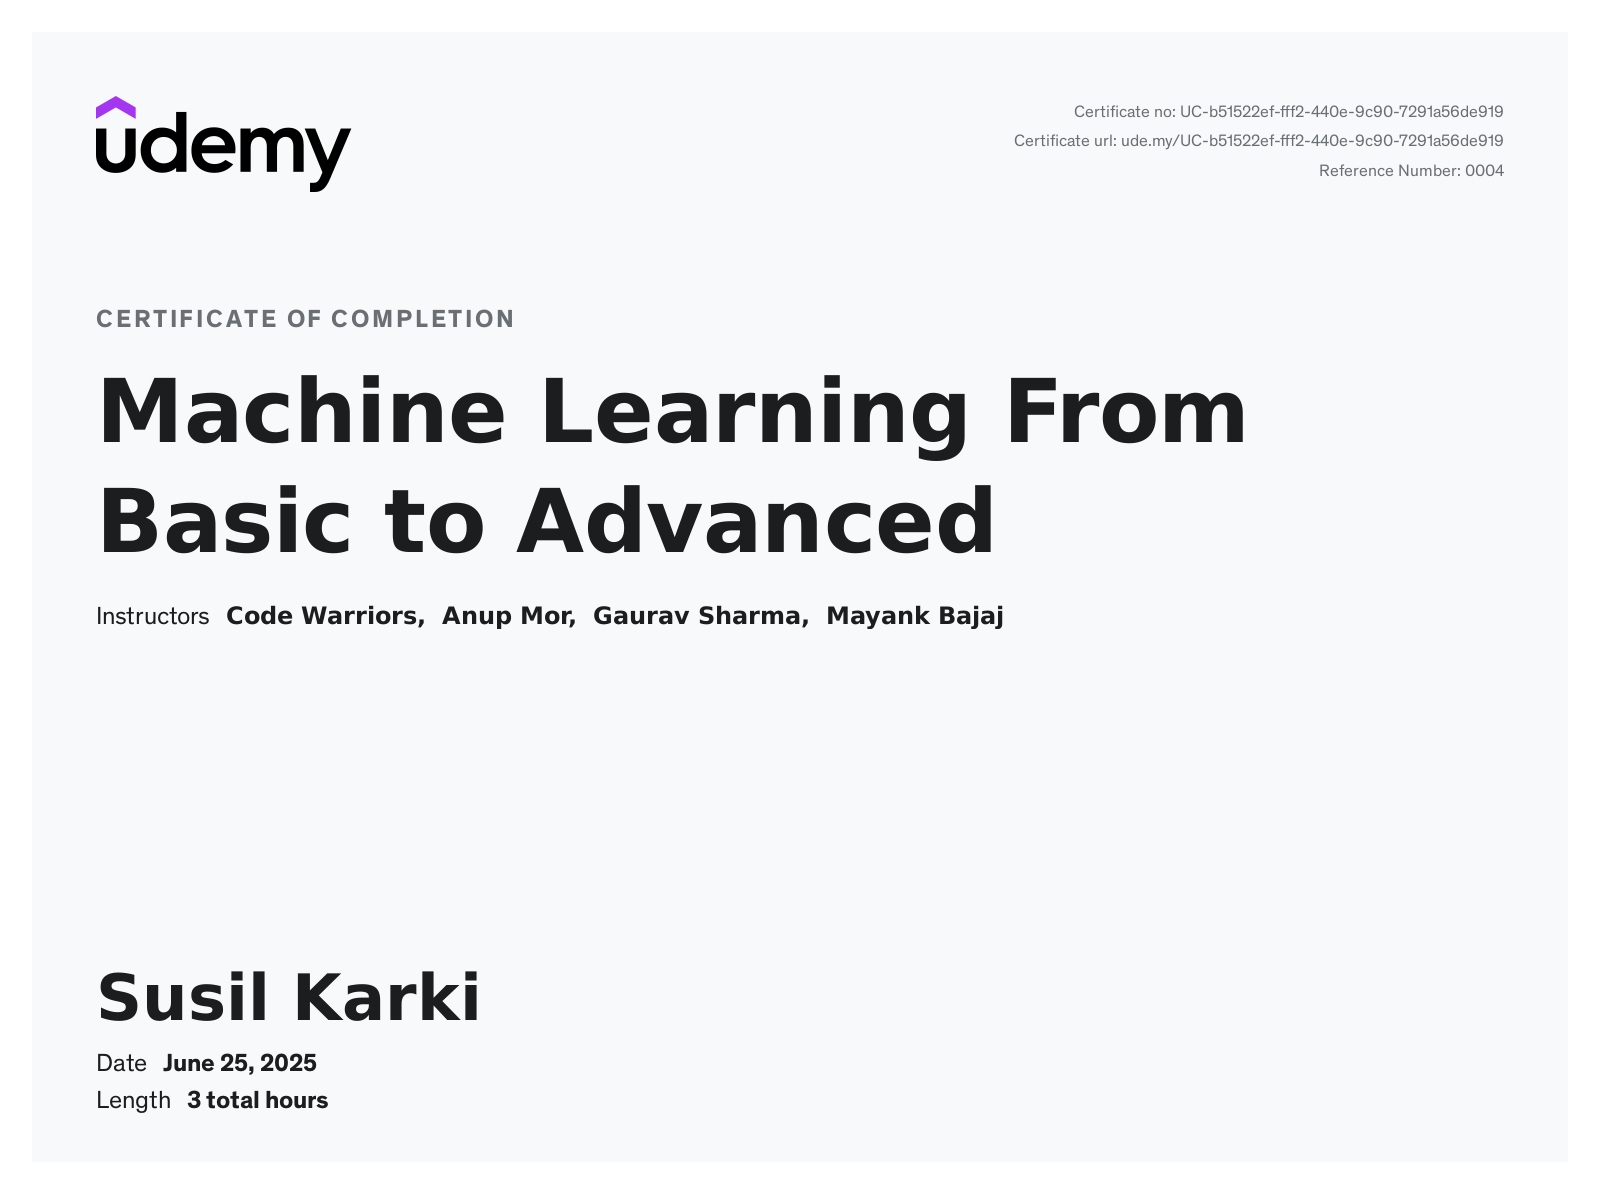 udemy
Certificate no: UC-b51522ef-fff2-440e-9c90-7291a56de919
Certificate url: ude.my/UC-b51522ef-fff2-440e-9c90-7291a56de919
Reference Number: 0004
CERTIFICATE OF COMPLETION
Machine Learning From
Basic to Advanced
Instructors Code Warriors, Anup Mor, Gaurav Sharma, Mayank Bajaj
Susil Karki
Date June 25, 2025
Length 3 total hours